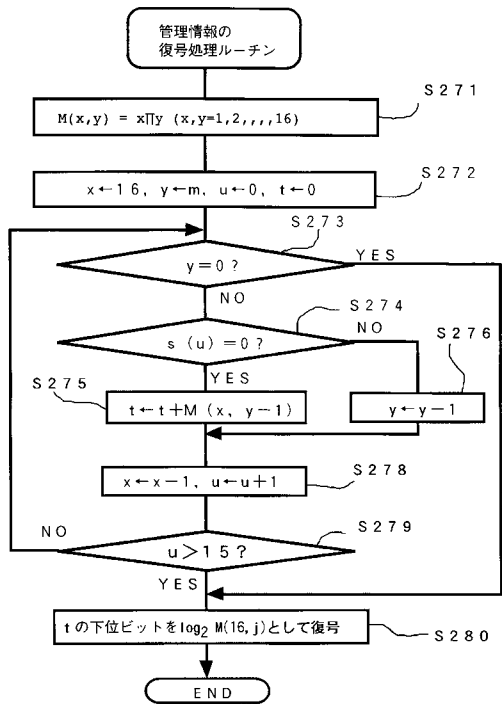 管理情報の
復号処理ルーチン
S271
M(x,y) = xΠy (x,y=1,2,,,,16)
S272
x←16, y←m, u←0, t←0
S273
y=0?
YES
NO
S274
s(u)=0?
NO
S276
S275
YES
t←t+M(x, y−1)
y←y−1
S278
x←x−1, u←u+1
S279
NO
u>15?
YES
tの下位ビットをlog₂ M(16,j)として復号
S280
END